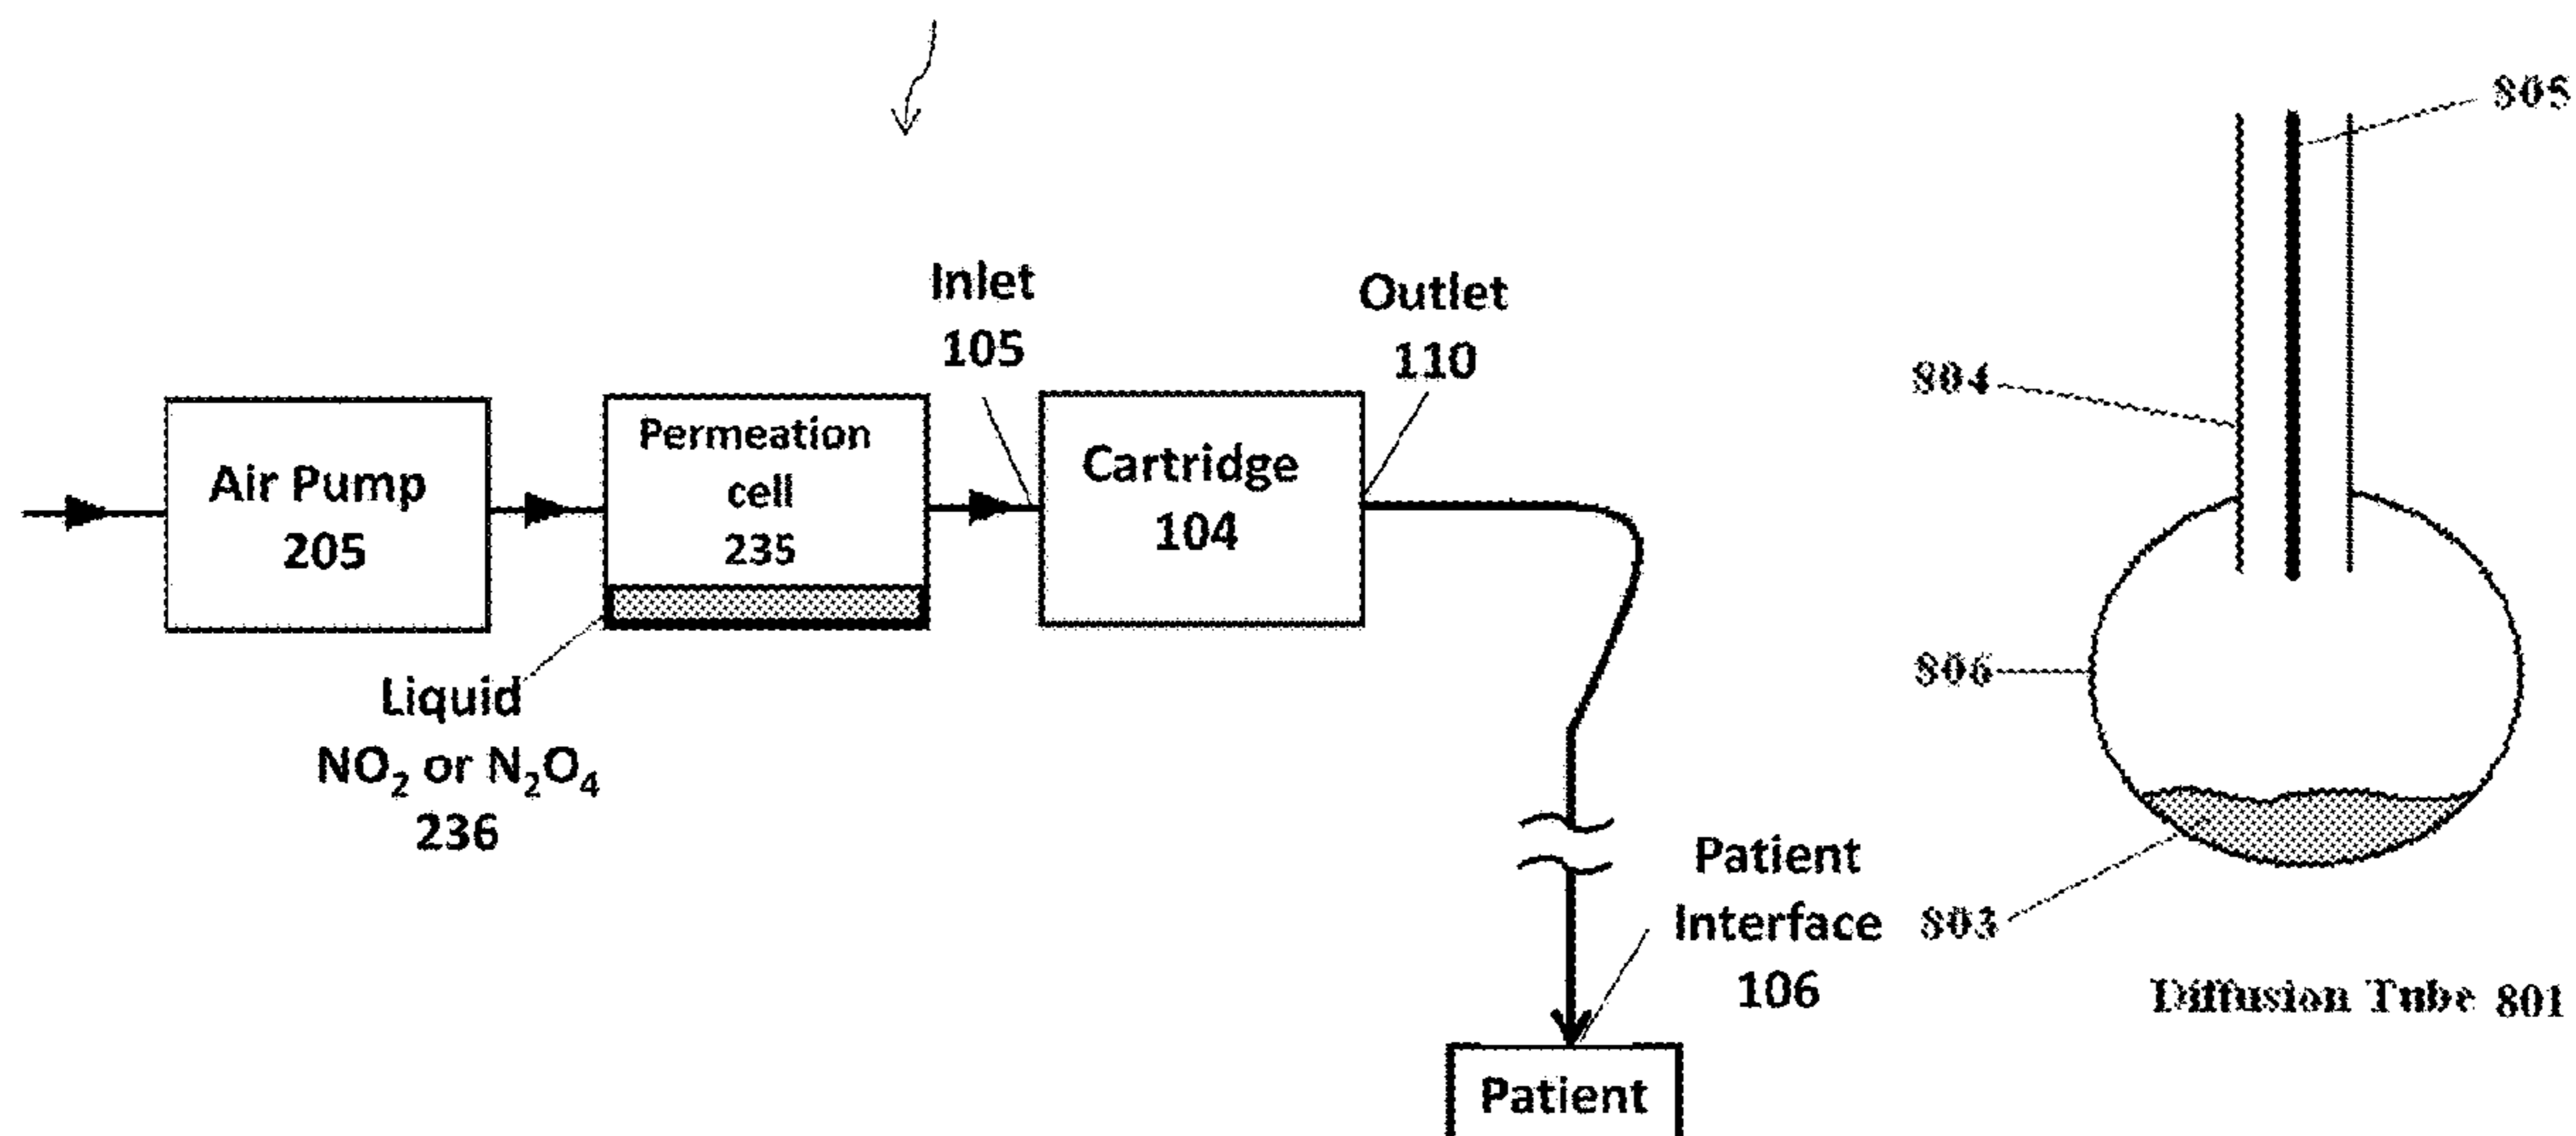 805
Inlet
105
Outlet
110
804
Air Pump
205
Permeation
cell
235
Cartridge
104
806
Liquid
NO₂ or N₂O₄
236
Patient
Interface
106
803
Diffusion Tube 801
Patient